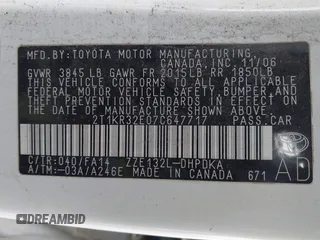 MFD.BY:TOYOTA MOTOR MANUFACTURING,
CANADA, INC. 11/06
GVWR 3845LB GAWR FR 2015LB RR 1850LB
THIS VEHICLE CONFORMS TO ALL APPLICABLE
FEDERAL MOTOR VEHICLE SAFETY, BUMPER, AND
THEFT PREVENTION STANDARDS IN EFFECT ON
THE DATE OF MANUFACTURE SHOWN ABOVE.
2T1KR32E07C647717 PASS.CAR
C/TR:040/FA14 ZZE132L-DHPDKA
A/TM:-03A/A246E MADE IN CANADA 671
AD
DREAMBID